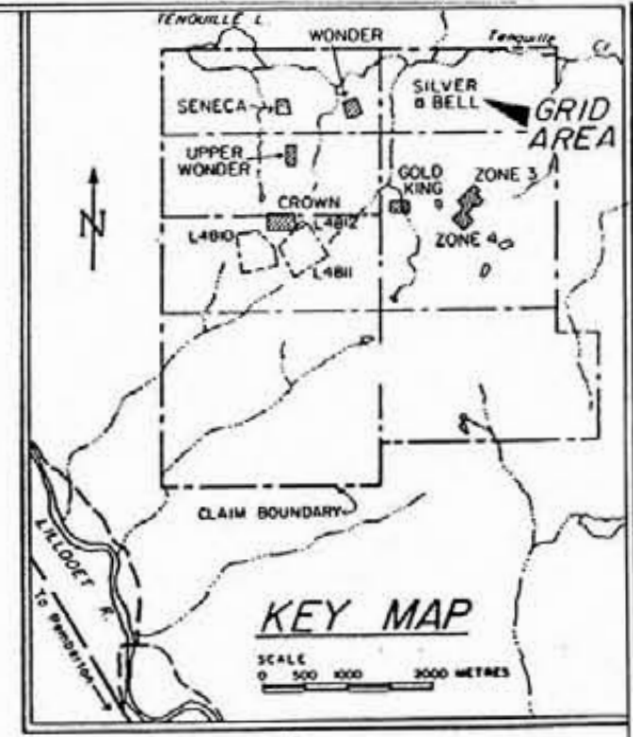 TENQUILLE L.
WONDER
Tenquille Cr.
SENECA
SILVER
BELL
GRID
AREA
UPPER
WONDER
GOLD
KING
ZONE 3
CROWN
L4810
L4812
ZONE 4
L4811
N
CLAIM BOUNDARY
LILLOOET R.
To Pemberton
KEY MAP
SCALE
0 500 1000 2000 METRES